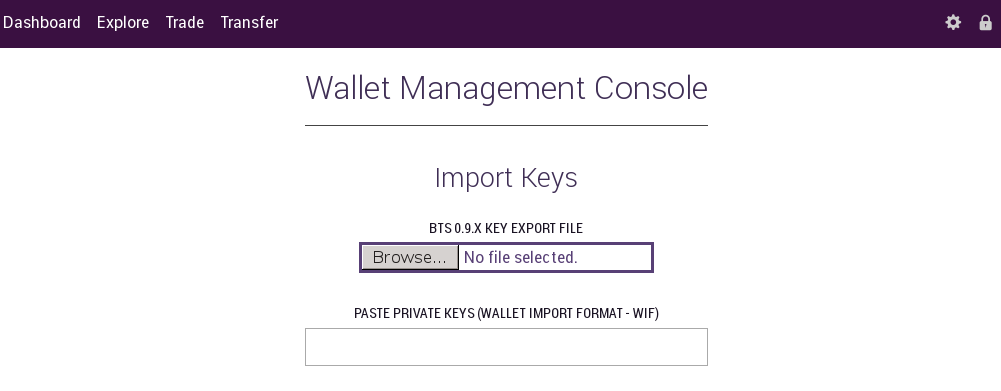 Dashboard Explore Trade Transfer
Wallet Management Console
Import Keys
BTS 0.9.X KEY EXPORT FILE
Browse... No file selected.
PASTE PRIVATE KEYS (WALLET IMPORT FORMAT - WIF)